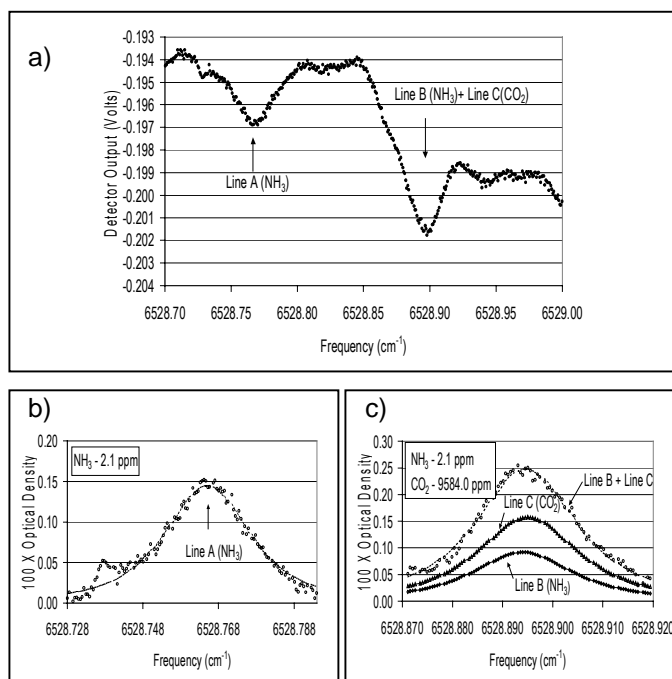 a)
-0.193
-0.194
-0.195
-0.196
-0.197
-0.198
-0.199
-0.200
-0.201
-0.202
-0.203
-0.204
Detector Output (Volts)
Line A (NH3)
Line B (NH3)+ Line C(CO2)
6528.70 6528.75 6528.80 6528.85 6528.90 6528.95 6529.00
Frequency (cm-1)
b)
0.20
0.15
0.10
0.05
0.00
100 X Optical Density
NH3 - 2.1 ppm
Line A (NH3)
6528.728 6528.748 6528.768 6528.788
Frequency (cm-1)
c)
0.30
0.25
0.20
0.15
0.10
0.05
0.00
100 X Optical Density
NH3 - 2.1 ppm
CO2 - 9584.0 ppm
Line B + Line C
Line C (CO2)
Line B (NH3)
6528.870 6528.880 6528.890 6528.900 6528.910 6528.920
Frequency (cm-1)